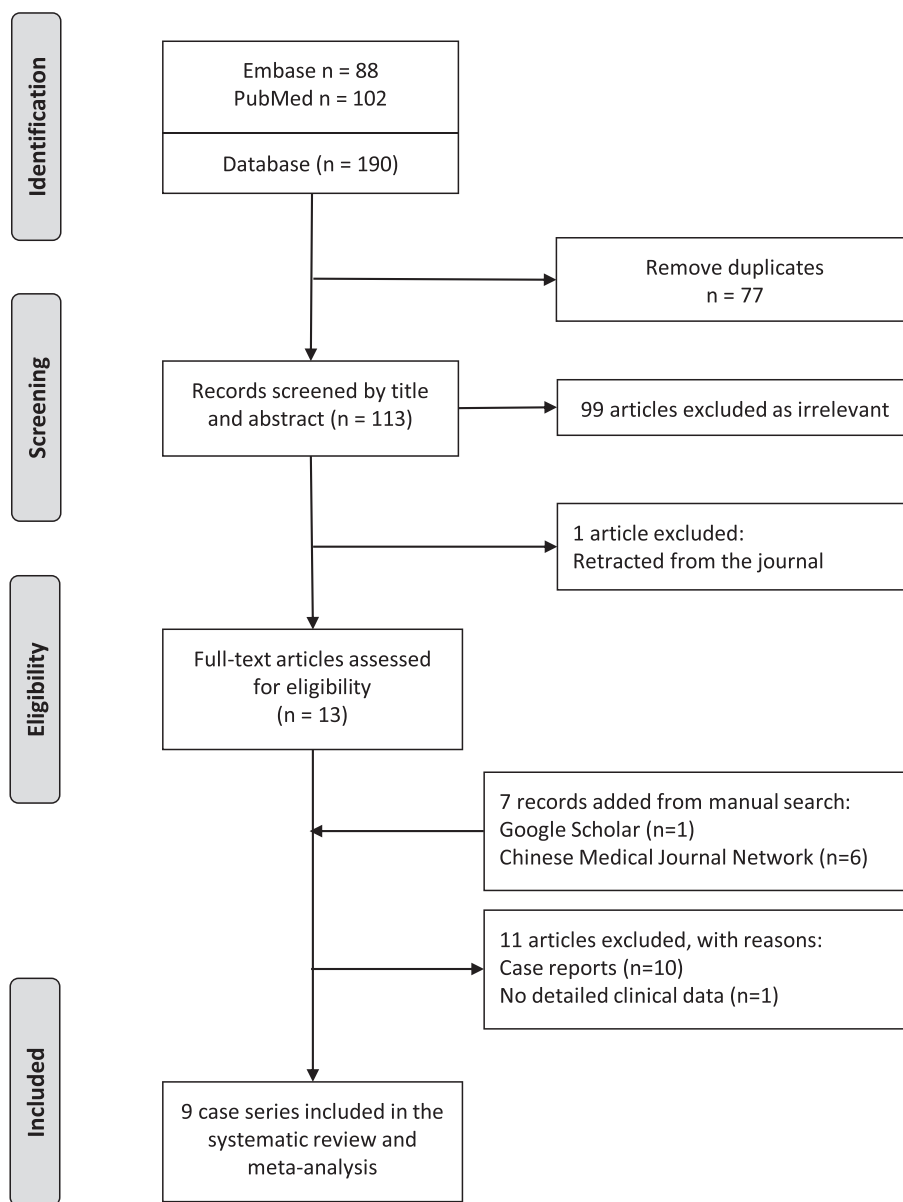 Identification
Embase n = 88
PubMed n = 102
Database (n = 190)
Remove duplicates
n = 77
Screening
Records screened by title
and abstract (n = 113)
99 articles excluded as irrelevant
1 article excluded:
Retracted from the journal
Eligibility
Full-text articles assessed
for eligibility
(n = 13)
7 records added from manual search:
Google Scholar (n=1)
Chinese Medical Journal Network (n=6)
11 articles excluded, with reasons:
Case reports (n=10)
No detailed clinical data (n=1)
Included
9 case series included in the
systematic review and
meta-analysis